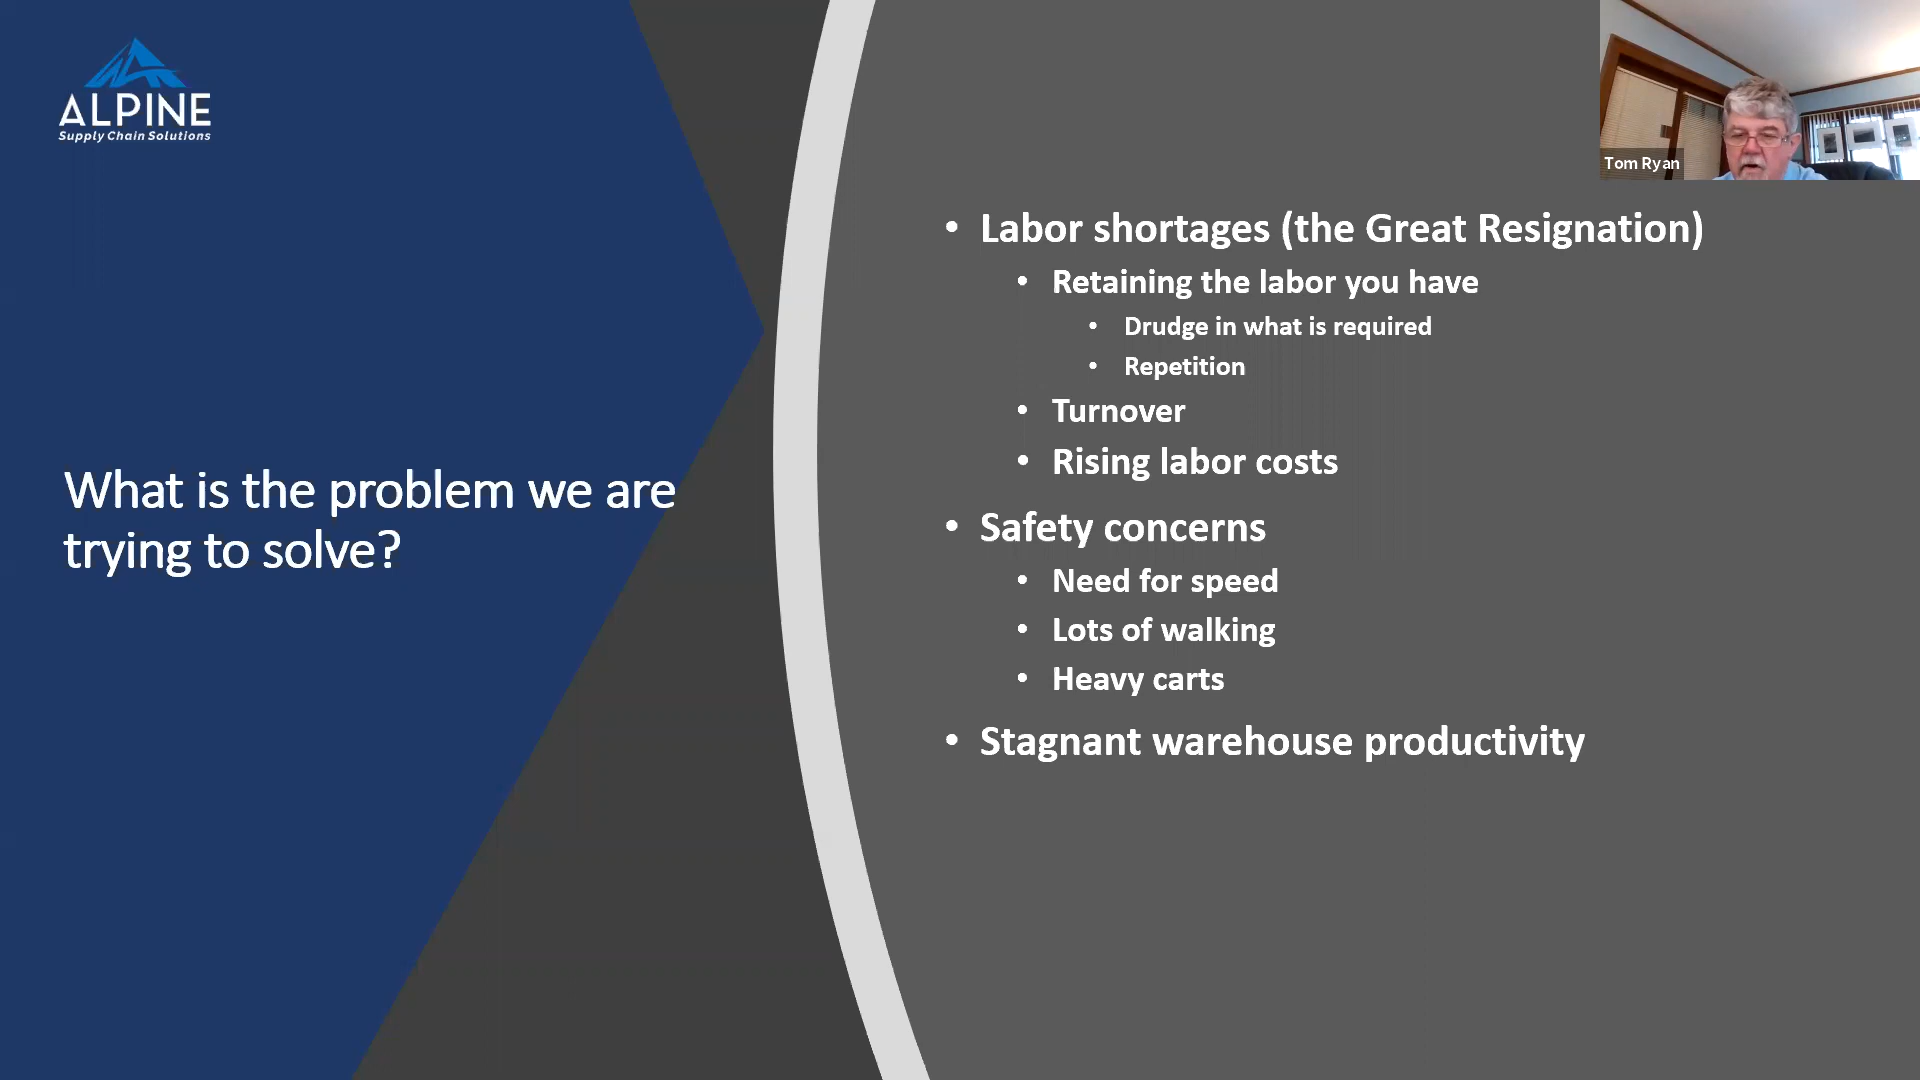 ALPINE
Supply Chain Solutions
What is the problem we are
trying to solve?
Tom Ryan
• Labor shortages (the Great Resignation)
• Retaining the labor you have
• Drudge in what is required
• Repetition
• Turnover
• Rising labor costs
• Safety concerns
• Need for speed
• Lots of walking
• Heavy carts
• Stagnant warehouse productivity